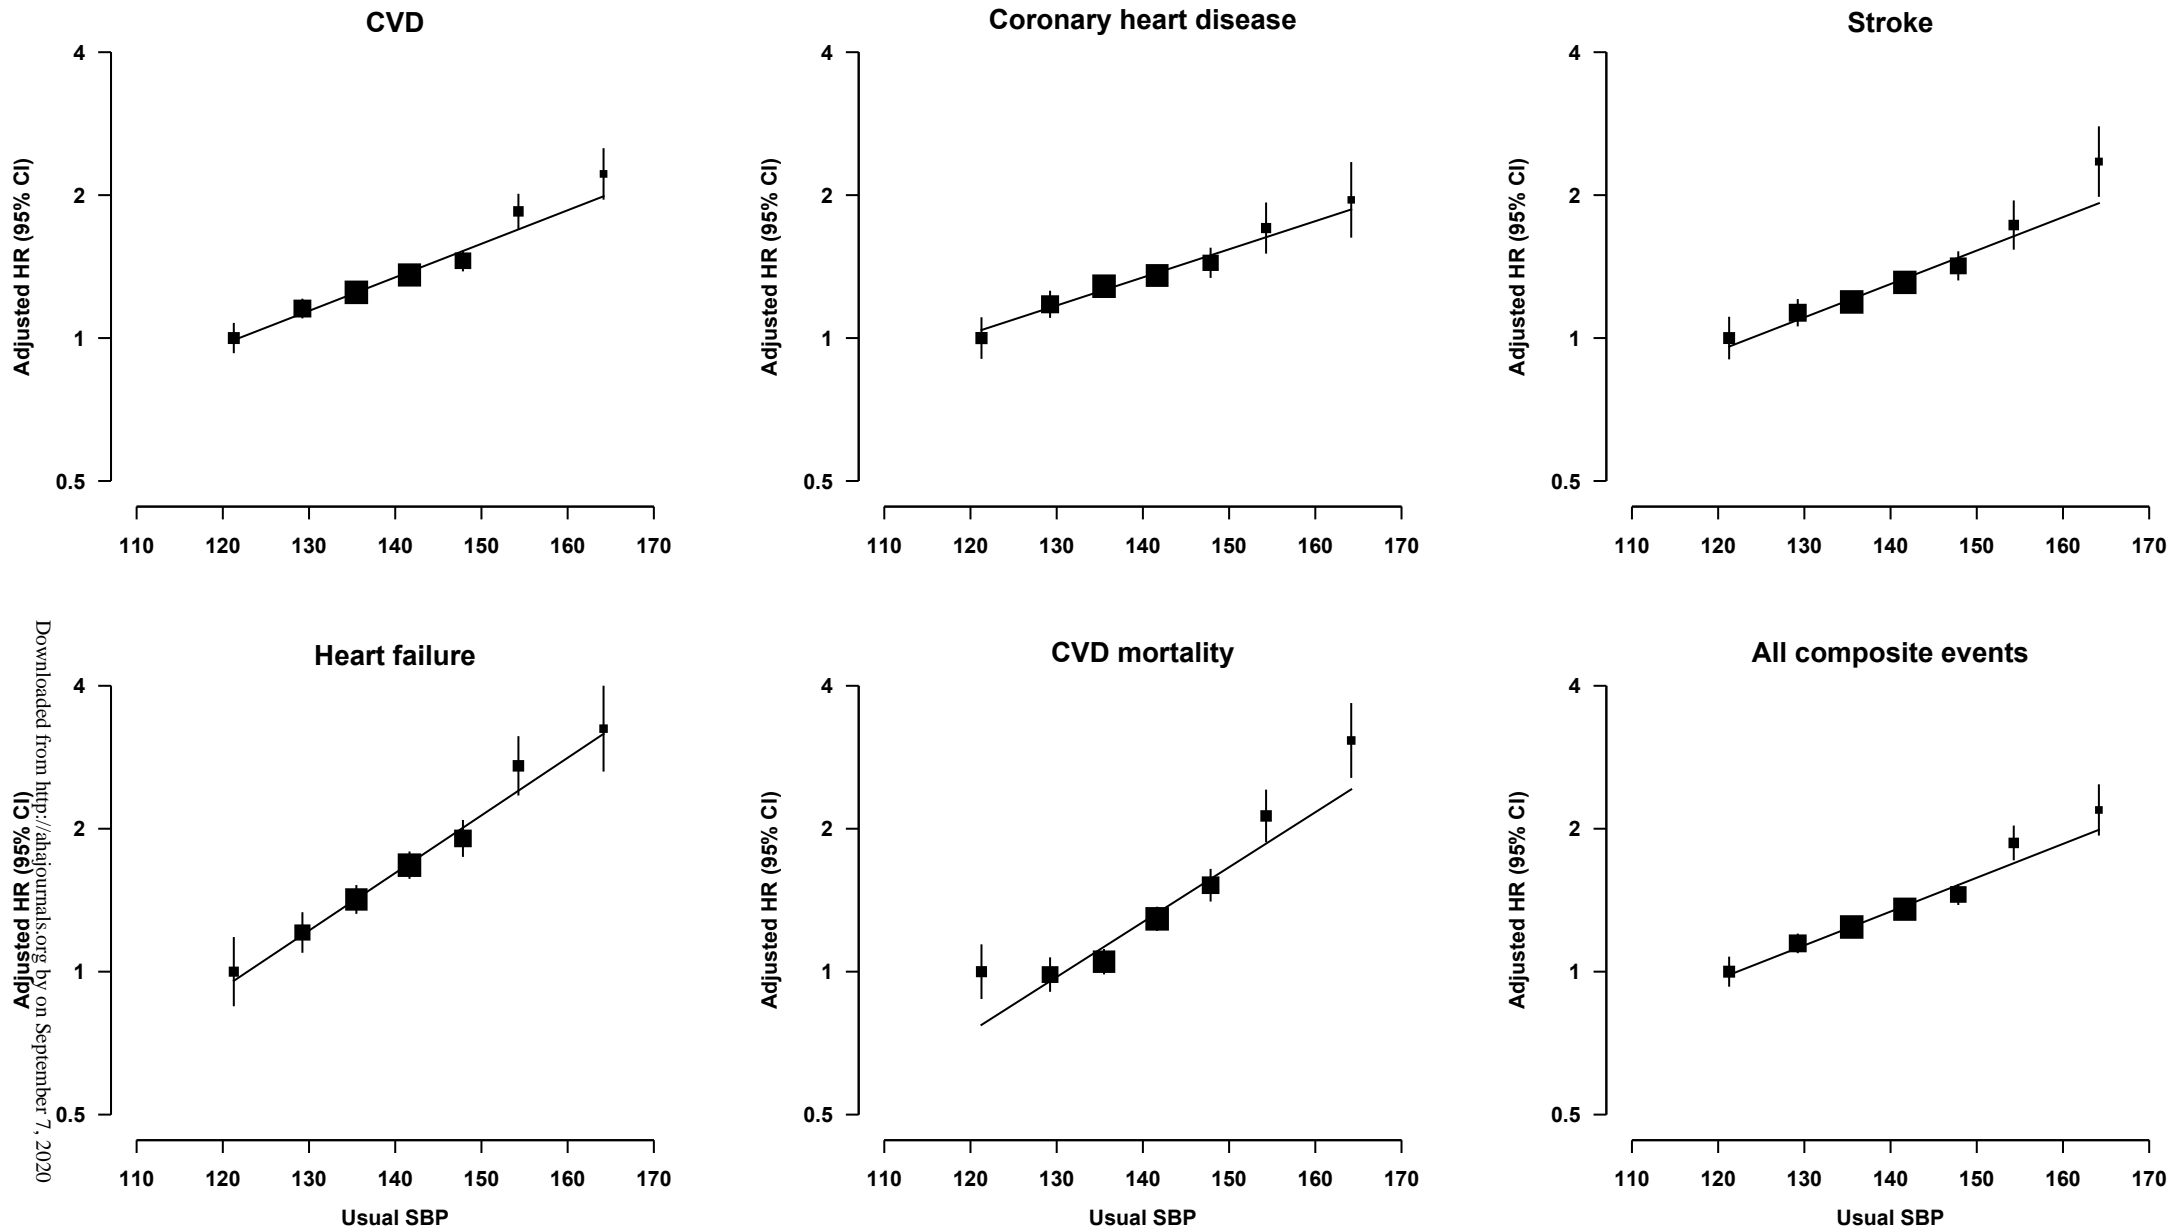 CVD
4
2
1
0.5
Adjusted HR (95% CI)
110 120 130 140 150 160 170
Coronary heart disease
4
2
1
0.5
Adjusted HR (95% CI)
110 120 130 140 150 160 170
Stroke
4
2
1
0.5
Adjusted HR (95% CI)
110 120 130 140 150 160 170
Heart failure
4
2
1
0.5
Adjusted HR (95% CI)
110 120 130 140 150 160 170
Usual SBP
CVD mortality
4
2
1
0.5
Adjusted HR (95% CI)
110 120 130 140 150 160 170
Usual SBP
All composite events
4
2
1
0.5
Adjusted HR (95% CI)
110 120 130 140 150 160 170
Usual SBP
Downloaded from http://ahajournals.org by on September 7, 2020